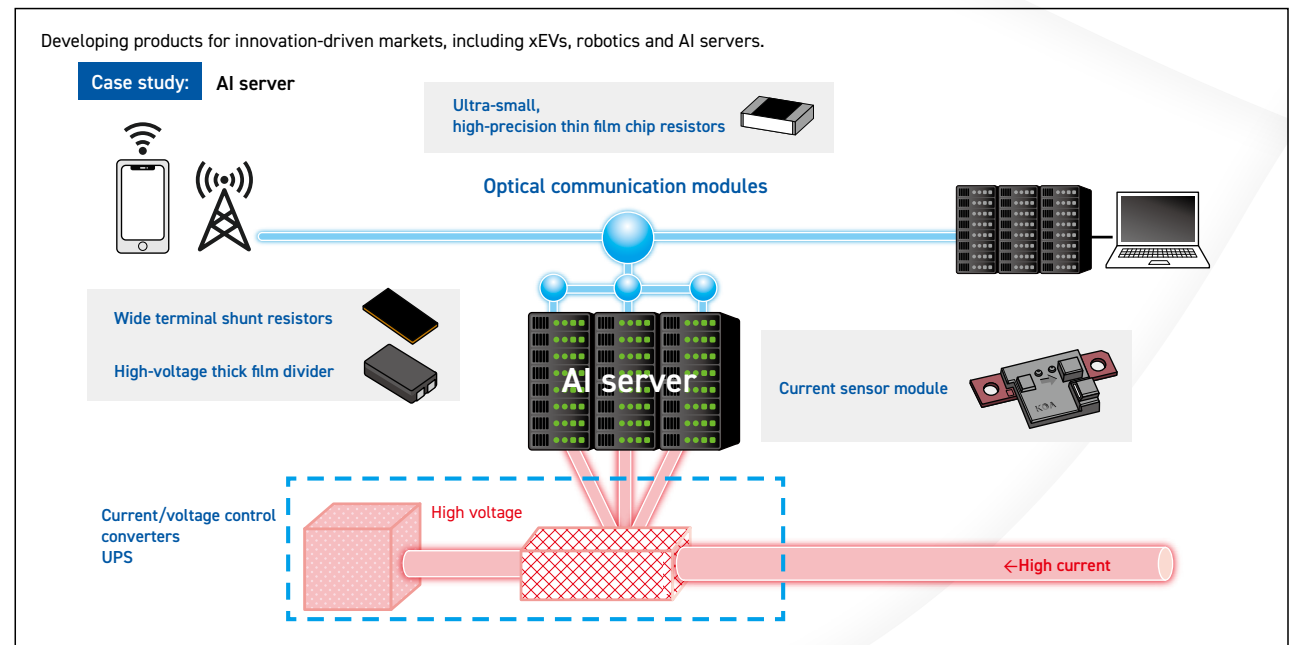 Developing products for innovation-driven markets, including xEVs, robotics and AI servers.
Case study:
AI server
Ultra-small,
high-precision thin film chip resistors
Optical communication modules
Wide terminal shunt resistors
High-voltage thick film divider
AI server
Current sensor module
KOA
Current/voltage control
converters
UPS
High voltage
←High current